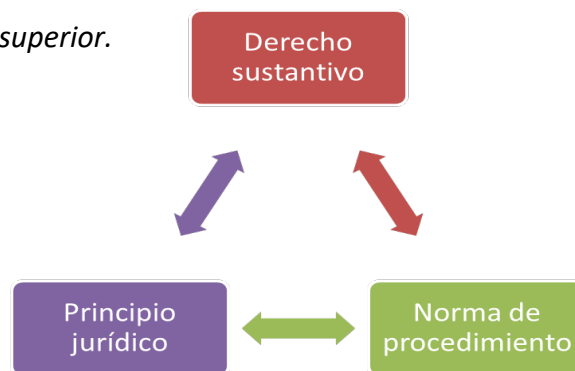 superior.
Derecho
sustantivo
Principio
jurídico
Norma de
procedimiento